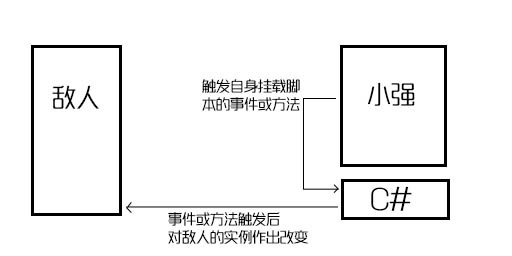 敌人
触发自身挂载脚
本的事件或方法
小强
C#
事件或方法触发后
对敌人的实例作出改变